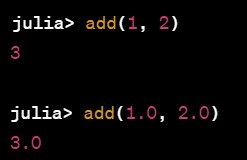 julia> add(1, 2)
3
julia> add(1.0, 2.0)
3.0